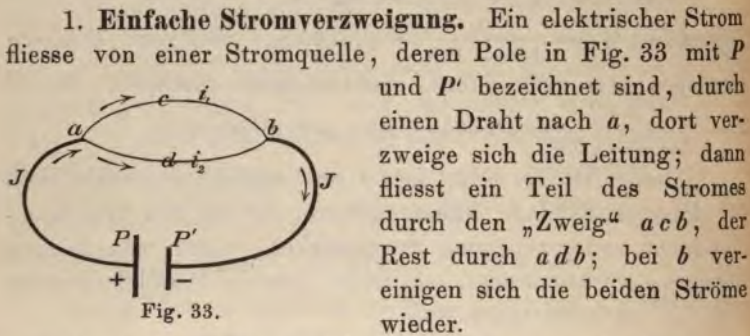 1. Einfache Stromverzweigung. Ein elektrischer Strom
fliesse von einer Stromquelle, deren Pole in Fig. 33 mit P
und P' bezeichnet sind, durch
einen Draht nach a, dort ver-
zweige sich die Leitung; dann
fliesst ein Teil des Stromes
durch den „Zweig“ acb, der
Rest durch adb; bei b ver-
einigen sich die beiden Ströme
wieder.
c i₁
a b
d i₂
J J
P P'
+ −
Fig. 33.